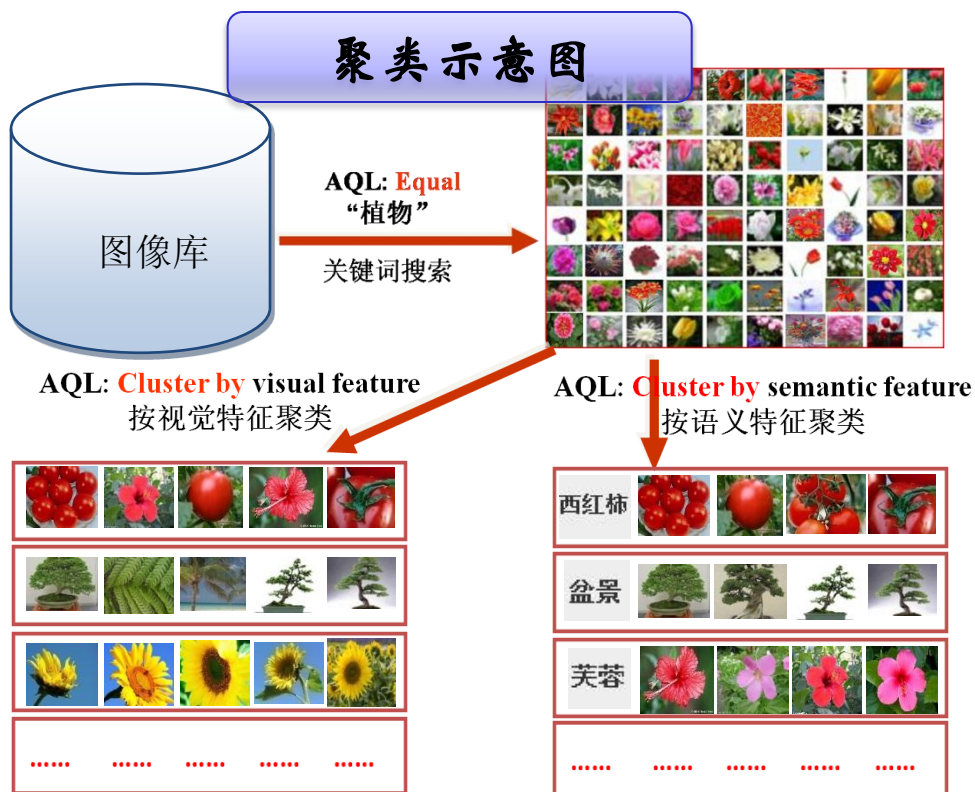 聚类示意图
图像库
AQL: Equal
“植物”
关键词搜索
AQL: Cluster by visual feature
按视觉特征聚类
AQL: Cluster by semantic feature
按语义特征聚类
西红柿
盆景
芙蓉
…… …… …… …… ……
…… …… …… …… ……